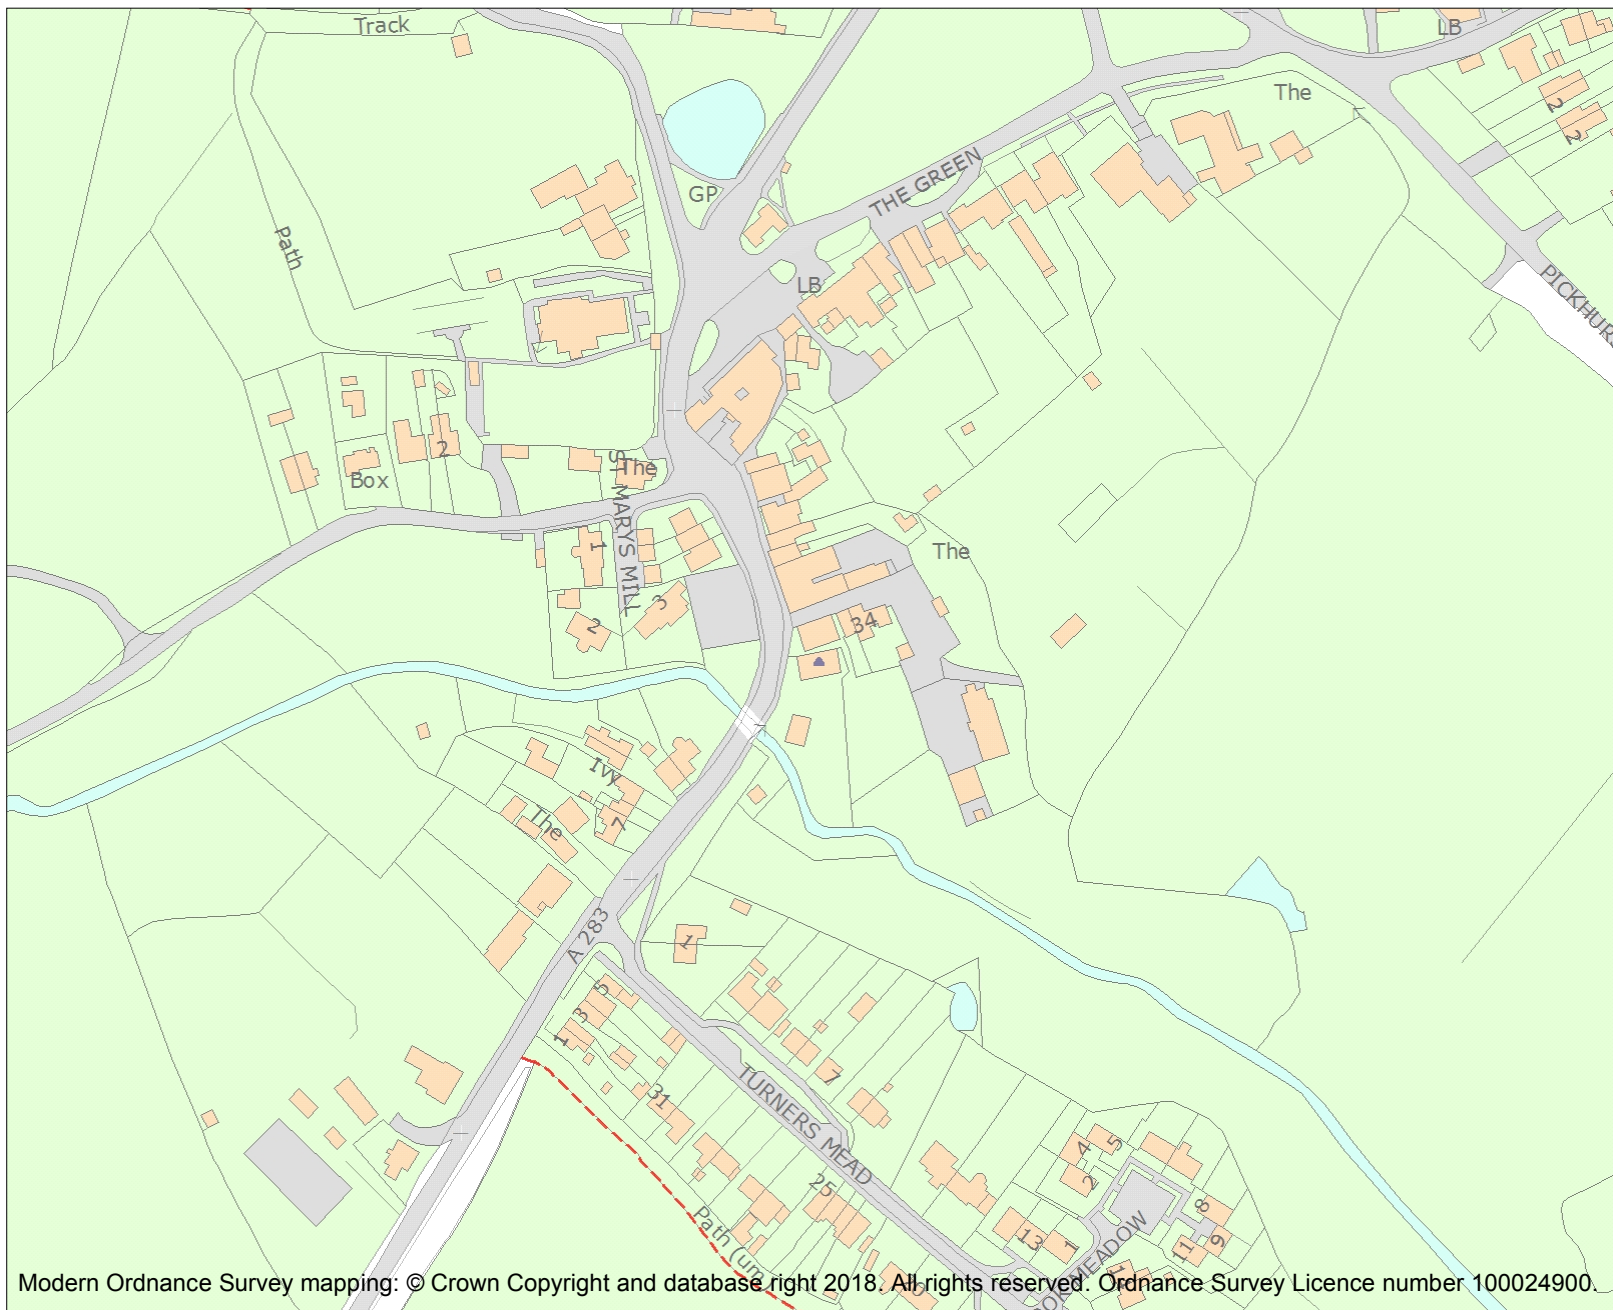 Track
LB
The
2
2
GP
THE GREEN
Path
LB
PICKHUR
2
Box
The
ST MARYS MILL
1
The
3
2
34
Ivy
The
7
A 283
1
5
3
1
31
7
TURNERS MEAD
25
4
5
2
8
9
11
13
1
Path (um
Modern Ordnance Survey mapping: © Crown Copyright and database right 2018. All rights reserved. Ordnance Survey Licence number 100024900.